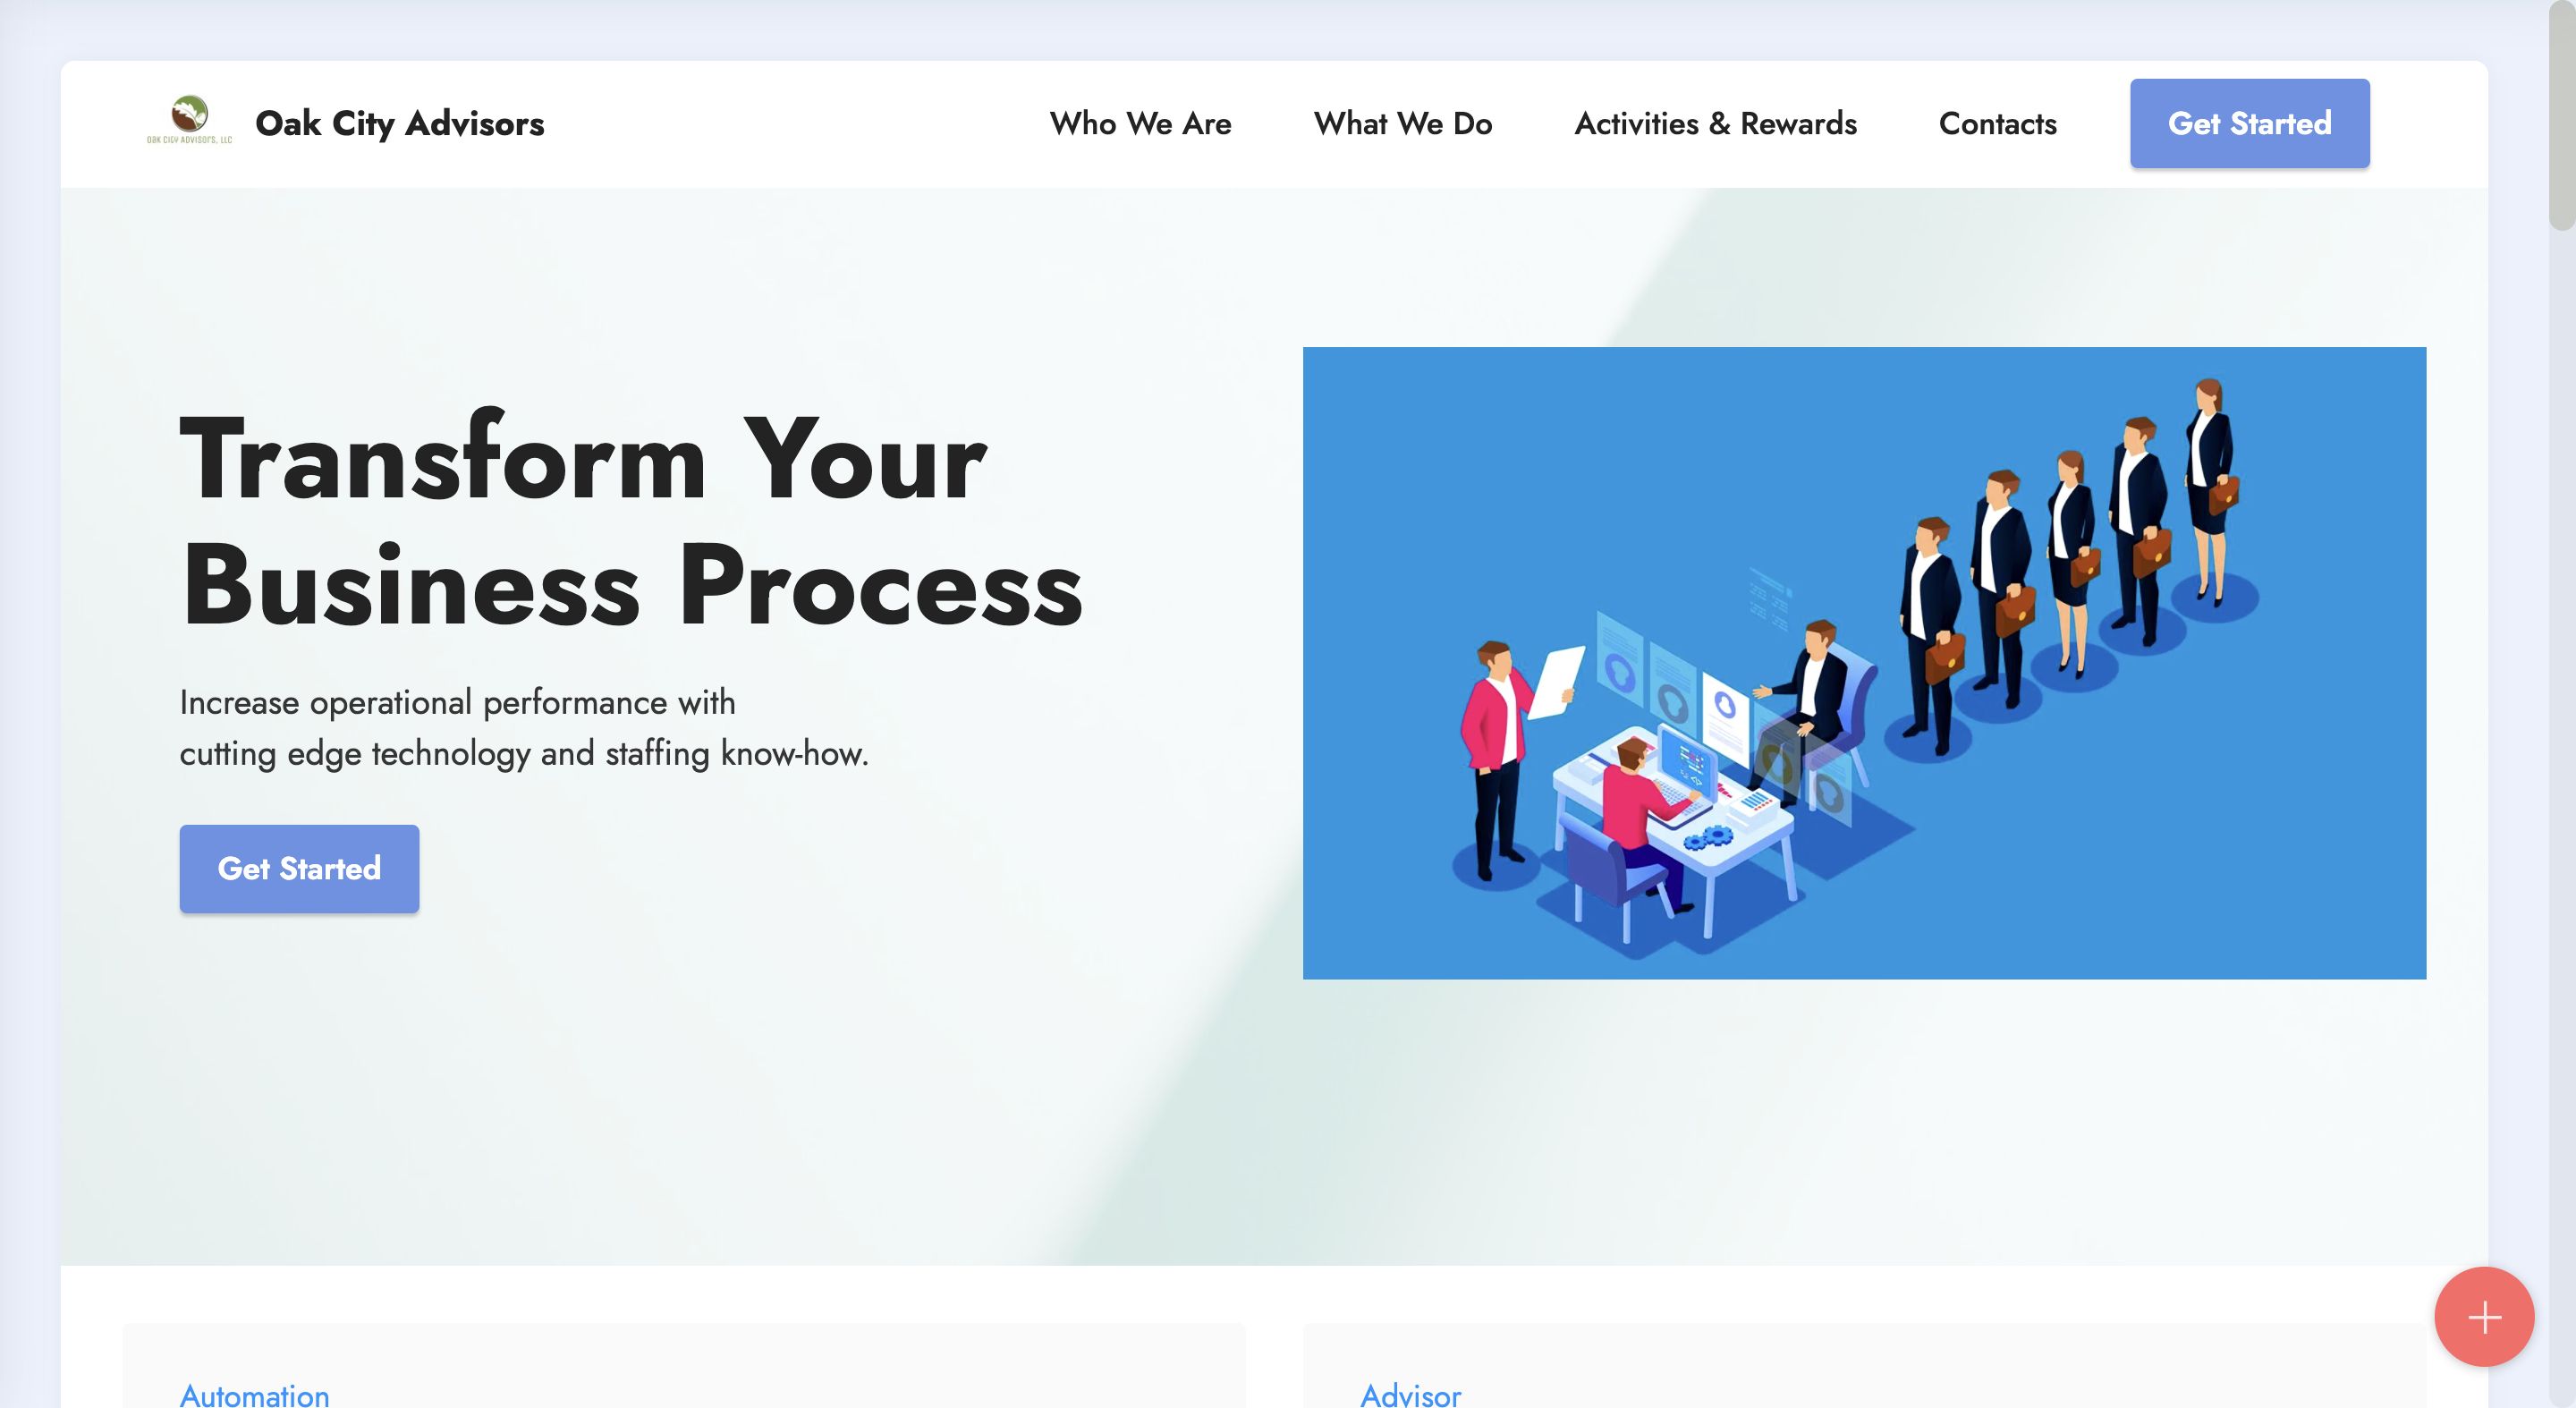 OAK CITY ADVISORS, LLC
Oak City Advisors
Who We Are
What We Do
Activities & Rewards
Contacts
Get Started
Transform Your
Business Process
Increase operational performance with
cutting edge technology and staffing know-how.
Get Started
Automation
Advisor